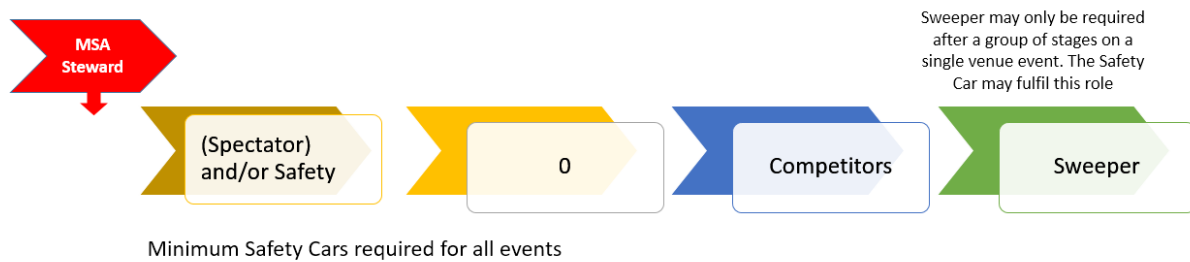 MSA
Steward
Sweeper may only be required
after a group of stages on a
single venue event. The Safety
Car may fulfil this role
(Spectator)
and/or Safety
0
Competitors
Sweeper
Minimum Safety Cars required for all events